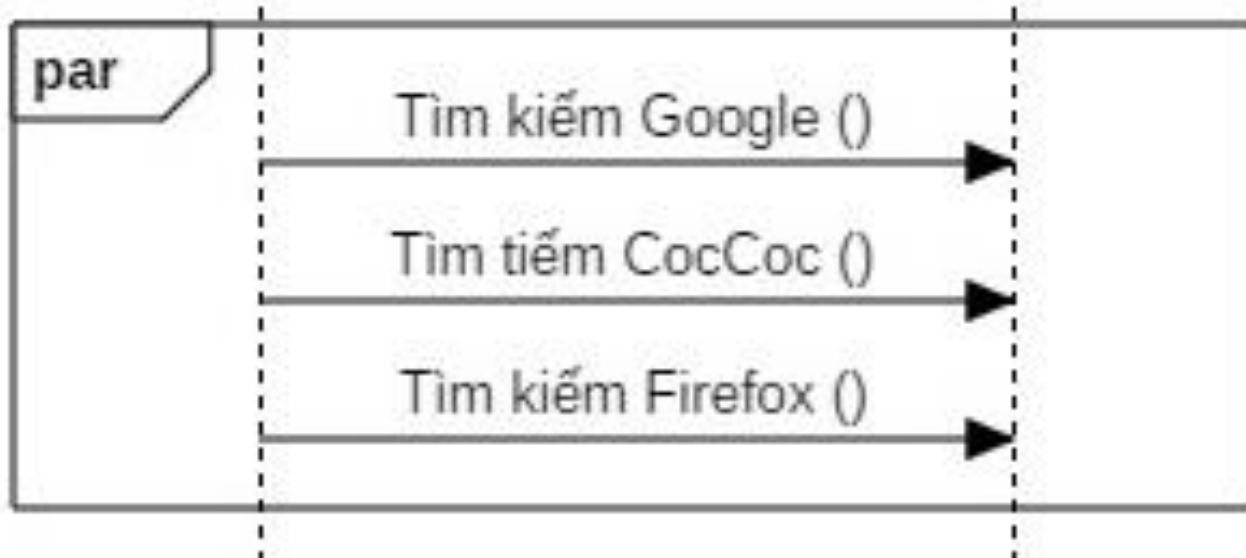 par
Tìm kiếm Google ()
Tìm tiếm CocCoc ()
Tìm kiếm Firefox ()